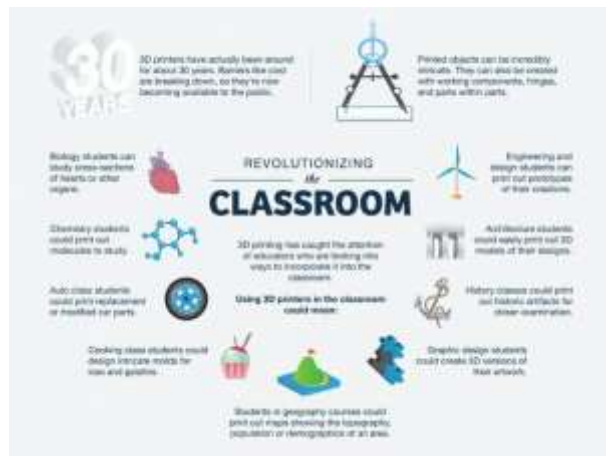 30
YEARS
3D printers have actually been around
for about 30 years. Barriers like cost
are breaking down, so they're now
becoming available to the public.
Printed objects can be incredibly
intricate. They can also be created
with working components, hinges,
and parts within parts.
REVOLUTIONIZING
the
CLASSROOM
3D printing has caught the attention
of educators who are looking into
ways to incorporate it into the
classroom.
Using 3D printers in the classroom
could mean:
Biology students can
study cross-sections
of hearts or other
organs.
Chemistry students
could print out
molecules to study.
Auto class students
could print replacement
or modified car parts.
Cooking class students could
design intricate molds for
ices and gelatins.
Students in geography courses could
print out maps showing the topography,
population or demographics of an area.
Graphic design students
could create 3D versions of
their artwork.
History classes could print
out historic artifacts for
closer examination.
Architecture students
could easily print out 3D
models of their designs.
Engineering and
design students can
print out prototypes
of their creations.